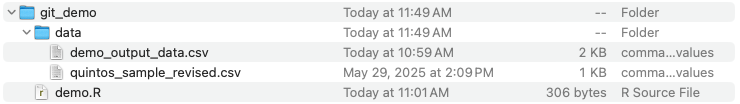 git_demo Today at 11:49 AM -- Folder
data Today at 11:49 AM -- Folder
demo_output_data.csv Today at 10:59 AM 2 KB comma...values
quintos_sample_revised.csv May 29, 2025 at 2:09 PM 1 KB comma...values
demo.R Today at 11:01 AM 306 bytes R Source File